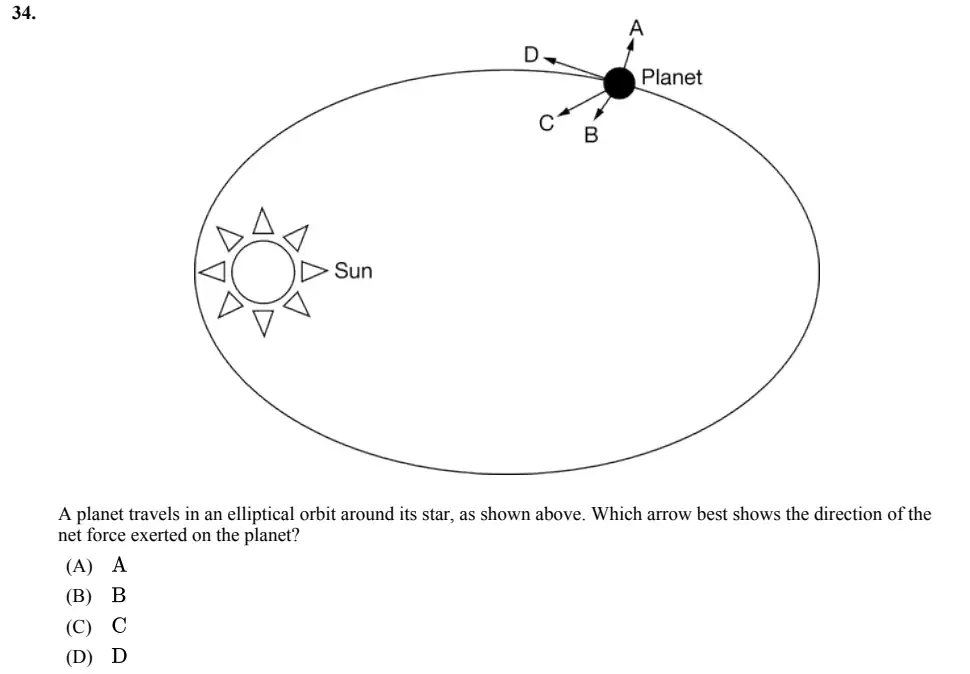 34.
A
D
Planet
C
B
Sun
A planet travels in an elliptical orbit around its star, as shown above. Which arrow best shows the direction of the
net force exerted on the planet?
(A) A
(B) B
(C) C
(D) D